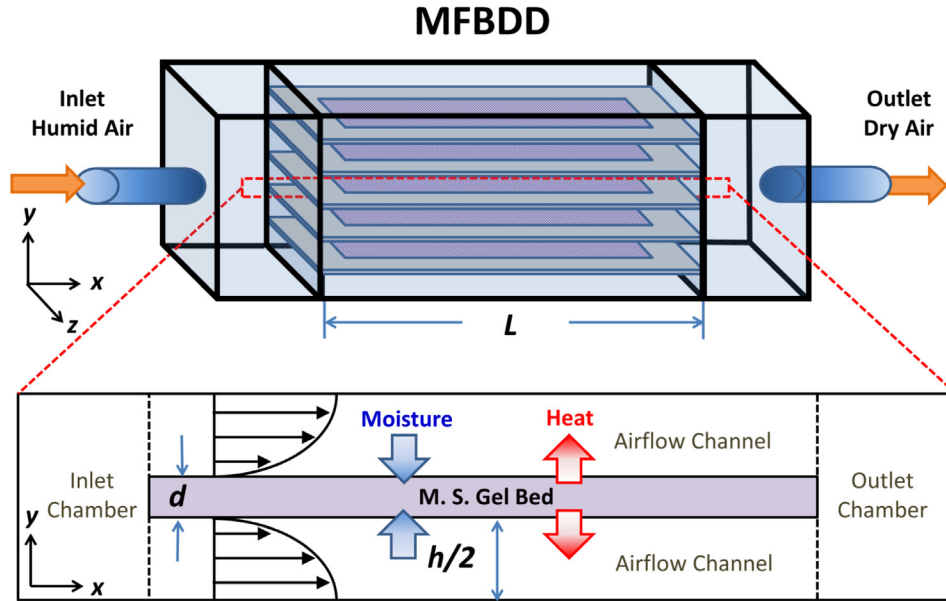 MFBDD
Inlet
Humid Air
Outlet
Dry Air
y
x
z
L
Moisture
Heat
Airflow Channel
Inlet
Chamber
d
M. S. Gel Bed
Outlet
Chamber
y
x
h/2
Airflow Channel